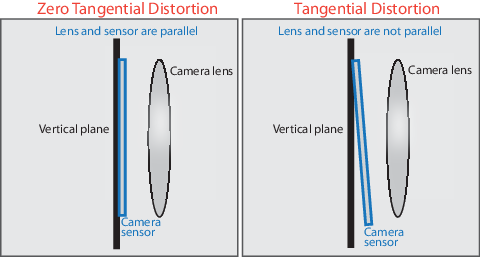 Zero Tangential Distortion
Lens and sensor are parallel
Camera lens
Vertical plane
Camera
sensor
Tangential Distortion
Lens and sensor are not parallel
Camera lens
Vertical plane
Camera
sensor